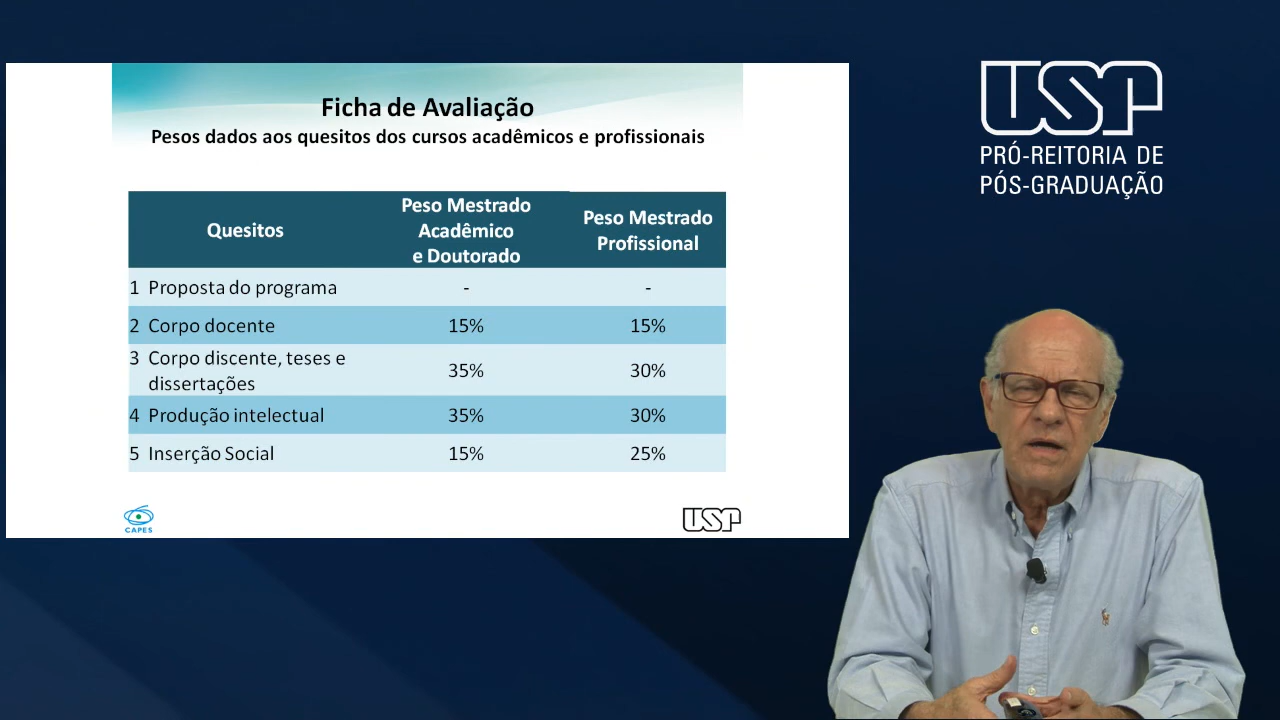 Ficha de Avaliação
Pesos dados aos quesitos dos cursos acadêmicos e profissionais
Quesitos
Peso Mestrado
Acadêmico
e Doutorado
Peso Mestrado
Profissional
1 Proposta do programa - -
2 Corpo docente 15% 15%
3 Corpo discente, teses e
dissertações 35% 30%
4 Produção intelectual 35% 30%
5 Inserção Social 15% 25%
CAPES
USP
USP
PRÓ-REITORIA DE
PÓS-GRADUAÇÃO